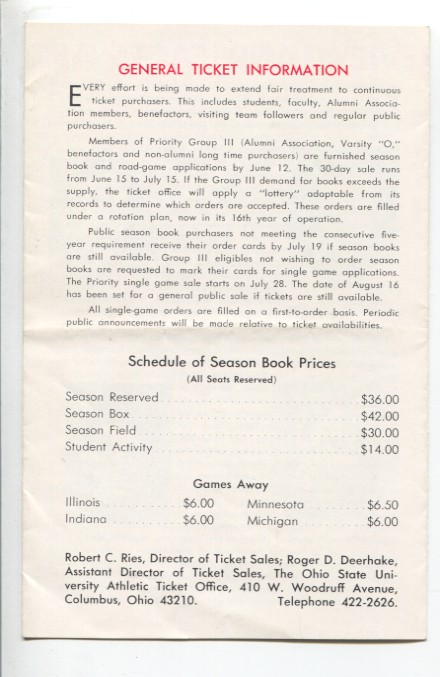 GENERAL TICKET INFORMATION
EVERY effort is being made to extend fair treatment to continuous
ticket purchasers. This includes students, faculty, Alumni Associa-
tion members, benefactors, visiting team followers and regular public
purchasers.
Members of Priority Group III (Alumni Association, Varsity "O,"
benefactors and non-alumni long time purchasers) are furnished season
book and road-game applications by June 12. The 30-day sale runs
from June 15 to July 15. If the Group III demand for books exceeds the
supply, the ticket office will apply a "lottery" adaptable from its
records to determine which orders are accepted. These orders are filled
under a rotation plan, now in its 16th year of operation.
Public season book purchasers not meeting the consecutive five-
year requirement receive their order cards by July 19 if season books
are still available. Group III eligibles not wishing to order season
books are requested to mark their cards for single game applications.
The Priority single game sale starts on July 28. The date of August 16
has been set for a general public sale if tickets are still available.
All single-game orders are filled on a first-to-order basis. Periodic
public announcements will be made relative to ticket availabilities.
Schedule of Season Book Prices
(All Seats Reserved)
Season Reserved $36.00
Season Box $42.00
Season Field $30.00
Student Activity $14.00
Games Away
Illinois $6.00 Minnesota $6.50
Indiana $6.00 Michigan $6.00
Robert C. Ries, Director of Ticket Sales; Roger D. Deerhake,
Assistant Director of Ticket Sales, The Ohio State Uni-
versity Athletic Ticket Office, 410 W. Woodruff Avenue,
Columbus, Ohio 43210. Telephone 422-2626.